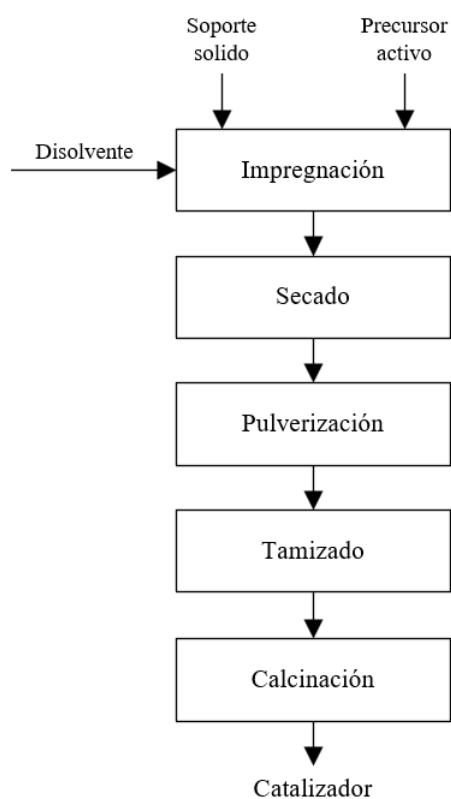 Soporte
solido
Precursor
activo
Disolvente
Impregnación
Secado
Pulverización
Tamizado
Calcinación
Catalizador